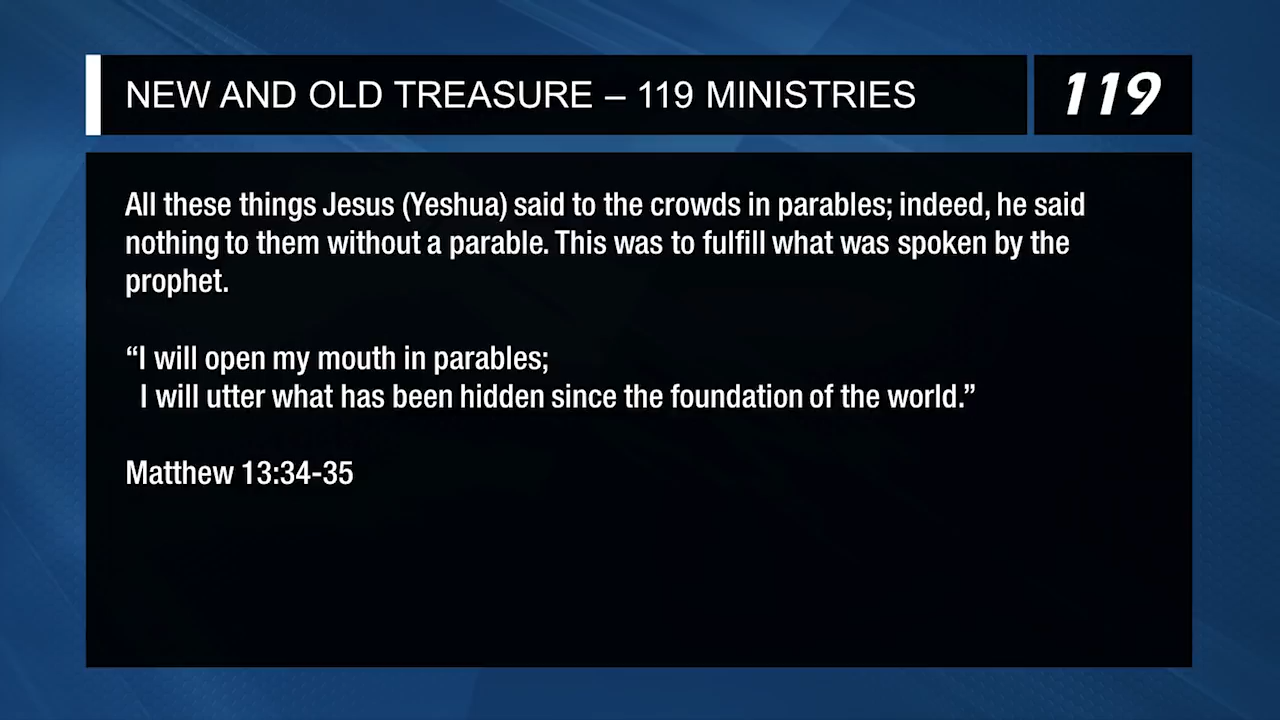 NEW AND OLD TREASURE – 119 MINISTRIES
119
All these things Jesus (Yeshua) said to the crowds in parables; indeed, he said
nothing to them without a parable. This was to fulfill what was spoken by the
prophet.
“I will open my mouth in parables;
I will utter what has been hidden since the foundation of the world.”
Matthew 13:34-35